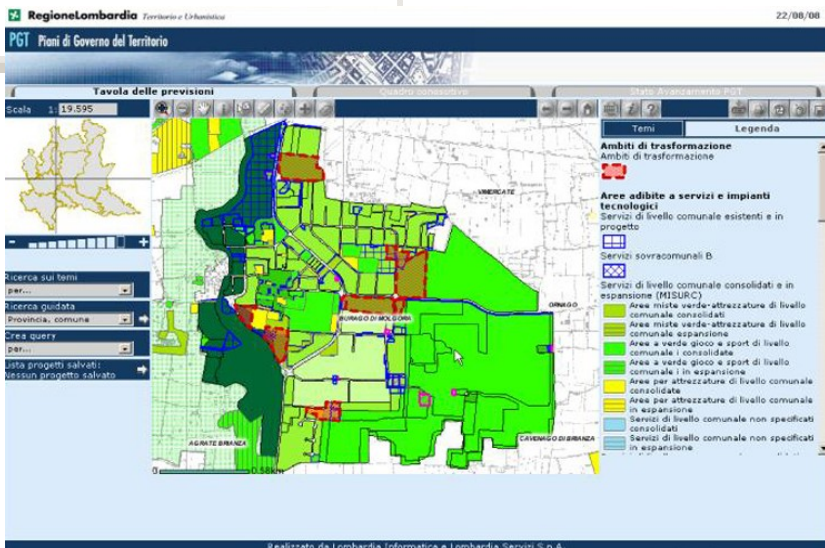 RegioneLombardia Territorio e Urbanistica
22/08/08
PGT Piani di Governo del Territorio
Tavola delle previsioni
Quadro conoscitivo
Stato Avanzamento PGT
Scala 1: 19.595
Temi
Legenda
Ambiti di trasformazione
Ambiti di trasformazione
Aree adibite a servizi e impianti
tecnologici
Servizi di livello comunale esistenti e in
progetto
Servizi sovracomunali B
Servizi di livello comunale consolidati e in
espansione (MISURC)
Aree miste verde-attrezzature di livello
comunale consolidati
Aree miste verde-attrezzature di livello
comunale espansione
Aree a verde gioco e sport di livello
comunale i consolidate
Aree a verde gioco e sport di livello
comunale i in espansione
Aree per attrezzature di livello comunale
consolidate
Aree per attrezzature di livello comunale
in espansione
Servizi di livello comunale non specificati
consolidati
Servizi di livello comunale non specificati
in espansione
Ricerca sui temi
per...
Ricerca guidata
Provincia, comune
Crea query
per...
Lista progetti salvati:
Nessun progetto salvato
VIMERCATE
ORNAGO
BURAGO DI MOLGORA
AGRATE BRIANZA
CAVENAGO DI BRIANZA
0 0.58km
Realizzato da Lombardia Informatica e Lombardia Servizi S.p.A.